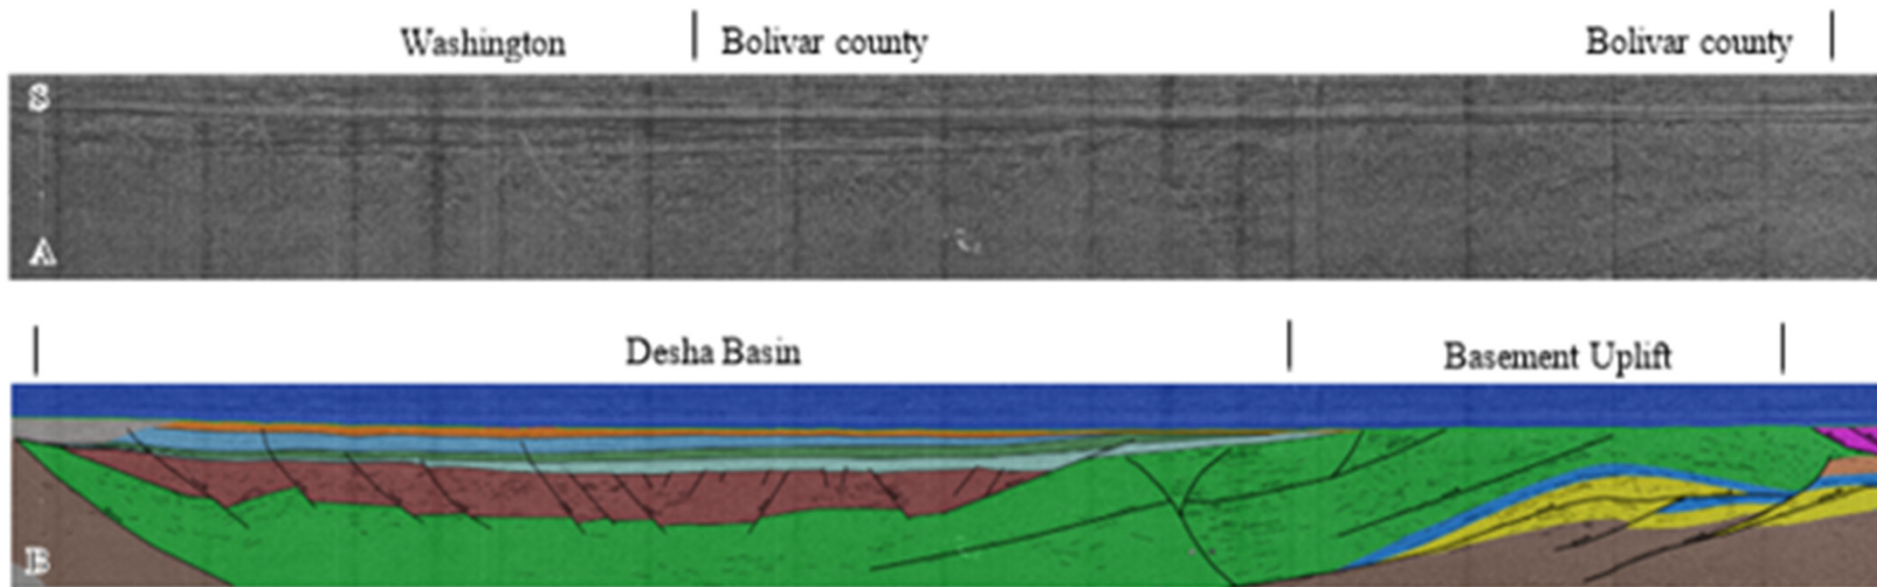 Washington
Bolivar county
Bolivar county
S
A
Desha Basin
Basement Uplift
B